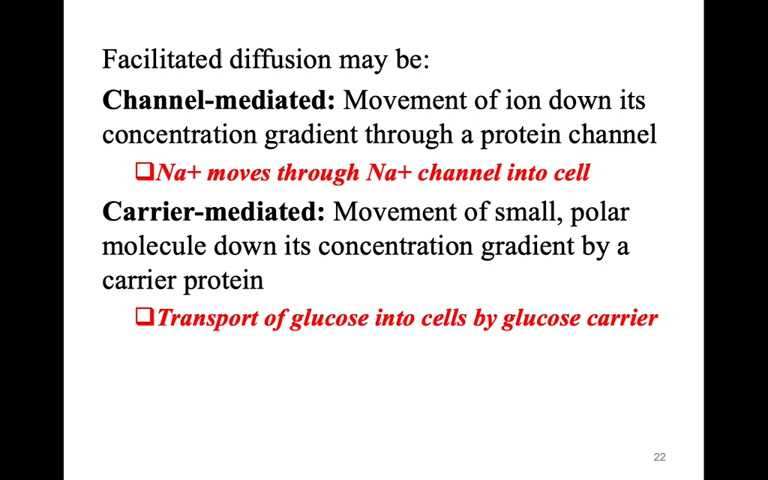 Facilitated diffusion may be:
Channel-mediated: Movement of ion down its
concentration gradient through a protein channel
❑Na+ moves through Na+ channel into cell
Carrier-mediated: Movement of small, polar
molecule down its concentration gradient by a
carrier protein
❑Transport of glucose into cells by glucose carrier
22